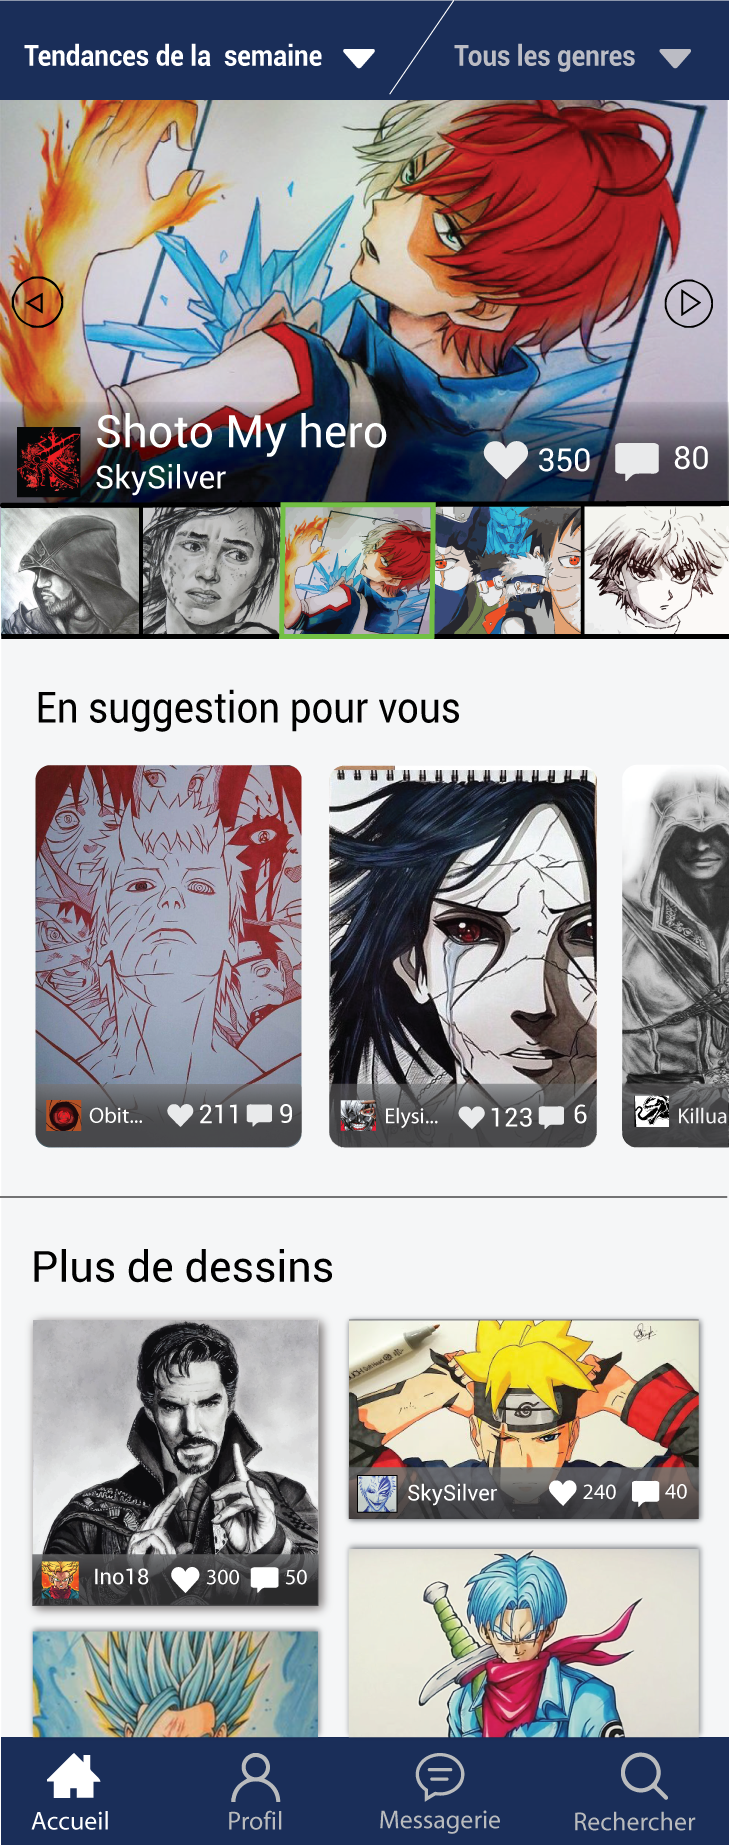 Tendances de la  semaine
Tous les genres
Shoto My hero
SkySilver
350
80
En suggestion pour vous
Obit...
211
9
Elysi...
123
6
Killua
Plus de dessins
Ino18
300
50
SkySilver
240
40
Accueil
Profil
Messagerie
Rechercher